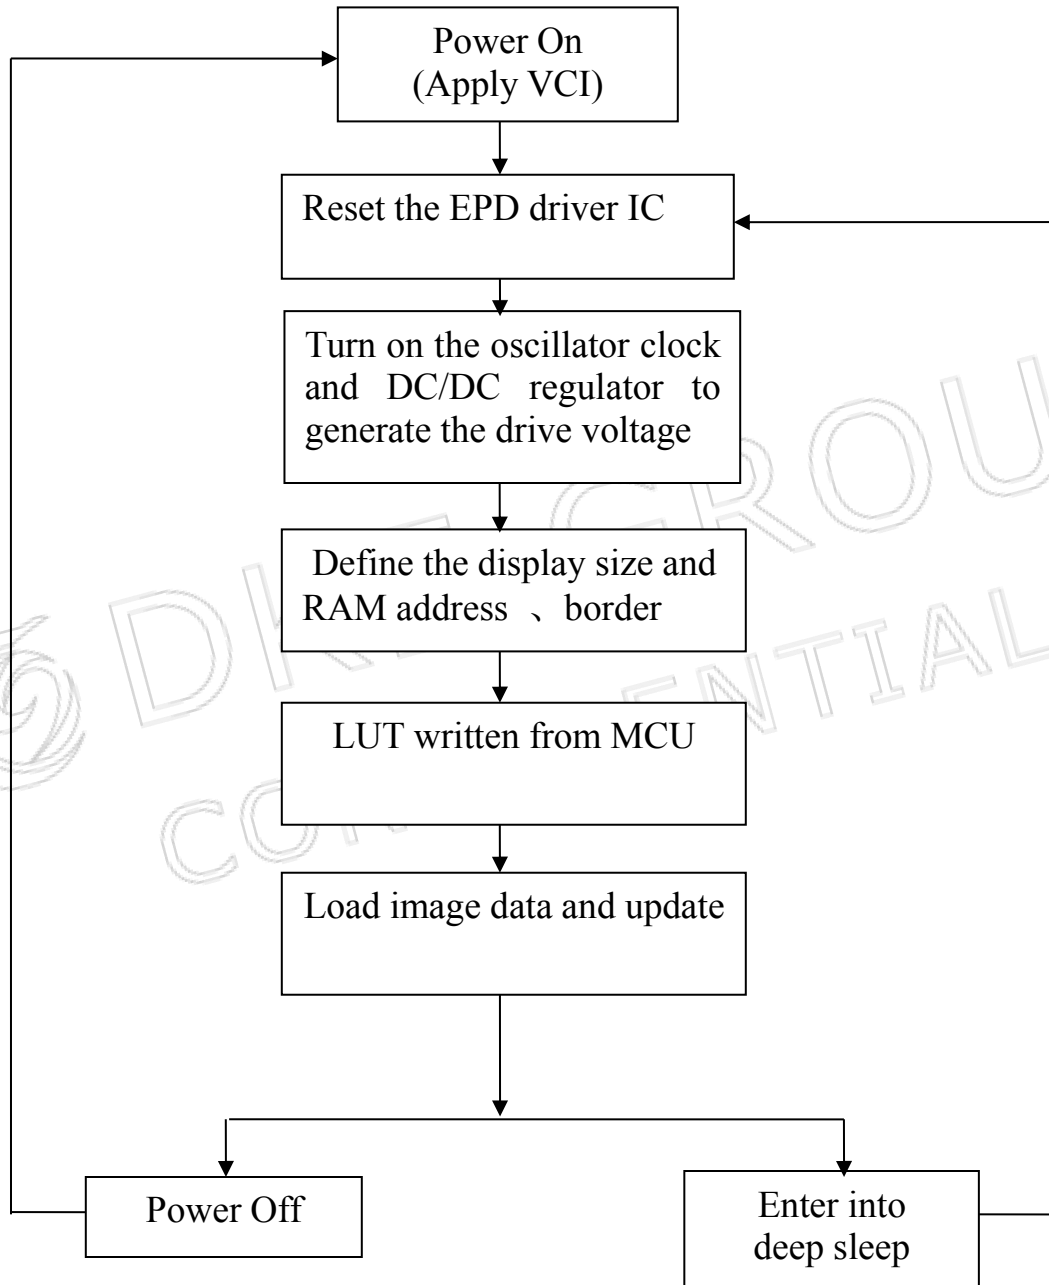 Power On
(Apply VCI)
Reset the EPD driver IC
Turn on the oscillator clock
and DC/DC regulator to
generate the drive voltage
Define the display size and
RAM address 、border
LUT written from MCU
Load image data and update
Power Off
Enter into
deep sleep